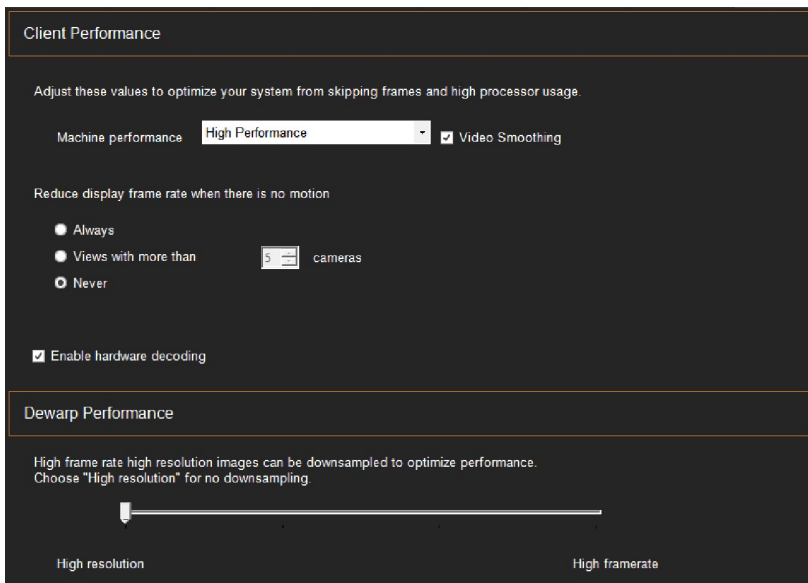 Client Performance
Adjust these values to optimize your system from skipping frames and high processor usage.
Machine performance High Performance Video Smoothing
Reduce display frame rate when there is no motion
Always
Views with more than 5 cameras
Never
Enable hardware decoding
Dewarp Performance
High frame rate high resolution images can be downsampled to optimize performance.
Choose "High resolution" for no downsampling.
High resolution High framerate